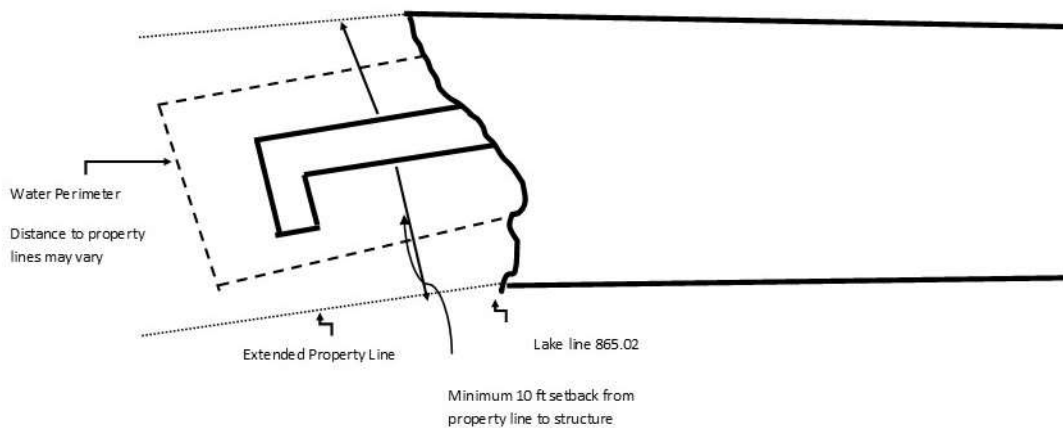 Water Perimeter
Distance to property
lines may vary
Extended Property Line
Lake line 865.02
Minimum 10 ft setback from
property line to structure